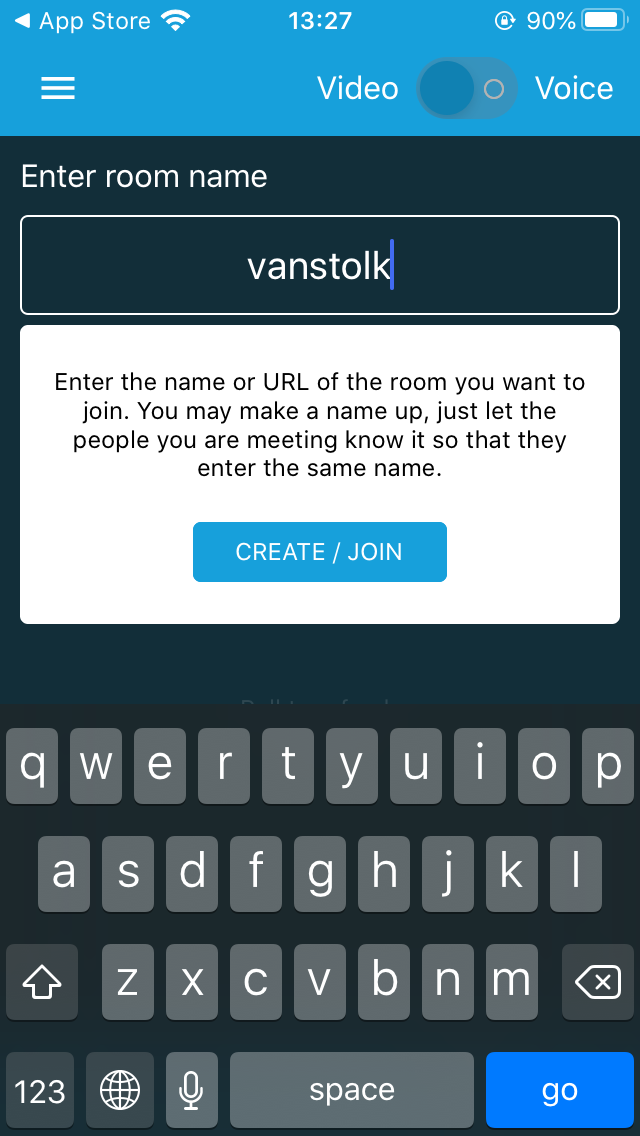 App Store 13:27 90%
Video Voice
Enter room name
vanstolk
Enter the name or URL of the room you want to
join. You may make a name up, just let the
people you are meeting know it so that they
enter the same name.
CREATE / JOIN
q w e r t y u i o p
a s d f g h j k l
z x c v b n m
123 space go